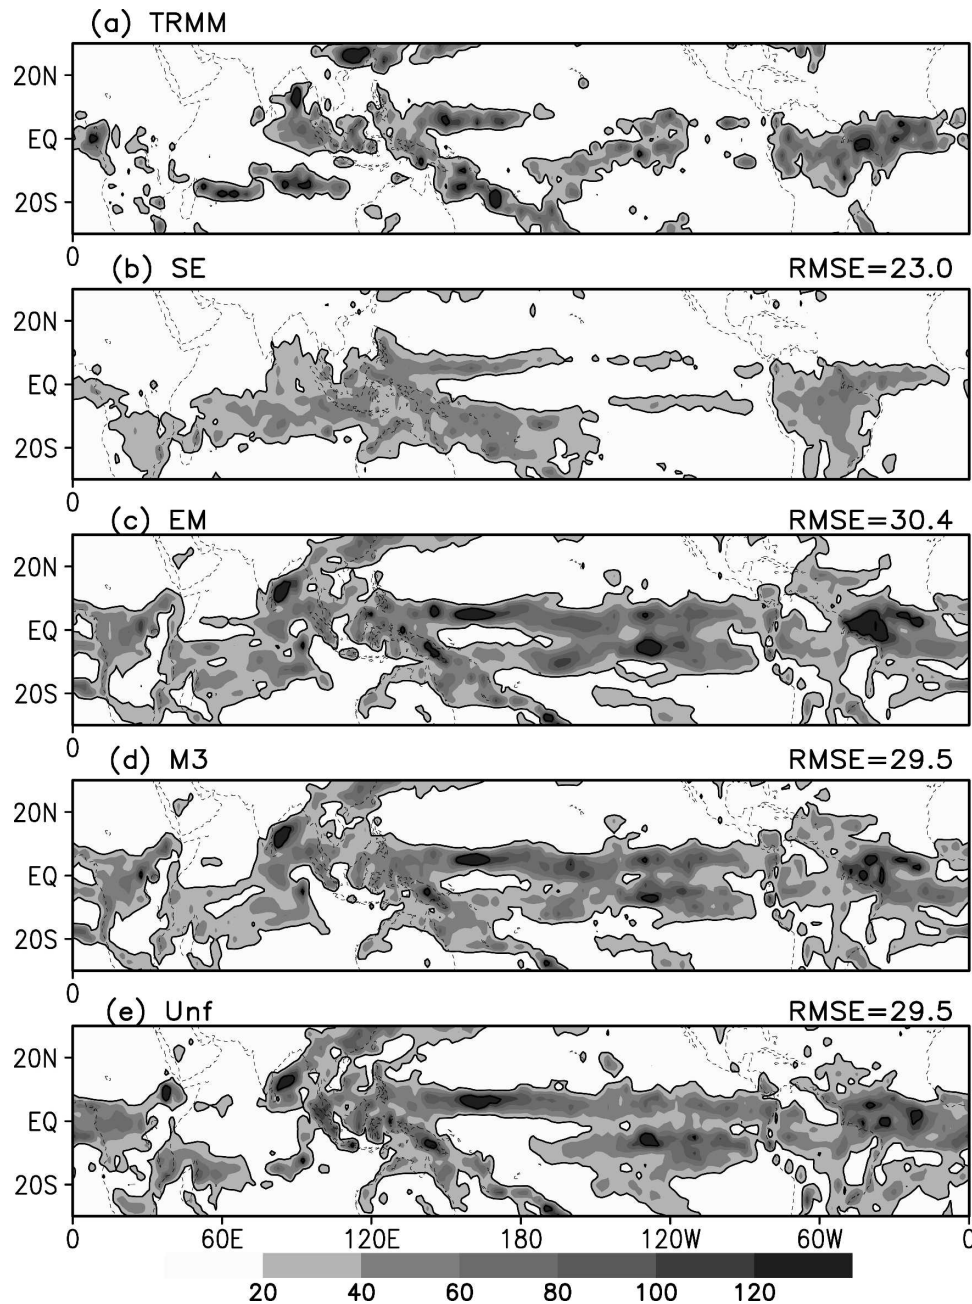 (a) TRMM
20N
EQ
20S
0
(b) SE RMSE=23.0
20N
EQ
20S
0
(c) EM RMSE=30.4
20N
EQ
20S
0
(d) M3 RMSE=29.5
20N
EQ
20S
0
(e) Unf RMSE=29.5
20N
EQ
20S
0 60E 120E 180 120W 60W 0
20 40 60 80 100 120